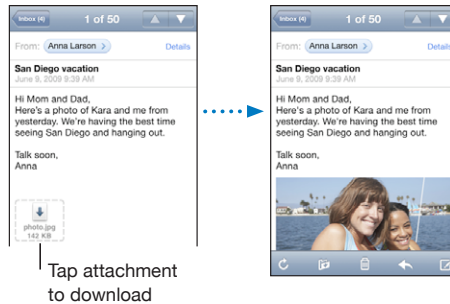 Inbox (4)
1 of 50
From: Anna Larson
Details
San Diego vacation
June 9, 2009 9:39 AM
Hi Mom and Dad,
Here's a photo of Kara and me from
yesterday. We're having the best time
seeing San Diego and hanging out.
Talk soon,
Anna
photo.jpg
142 KB
Tap attachment
to download
Inbox (4)
1 of 50
From: Anna Larson
Details
San Diego vacation
June 9, 2009 9:39 AM
Hi Mom and Dad,
Here's a photo of Kara and me from
yesterday. We're having the best time
seeing San Diego and hanging out.
Talk soon,
Anna